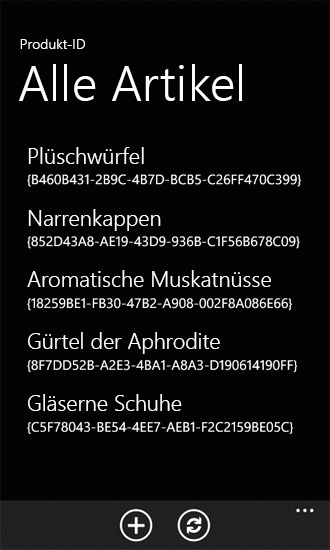 Produkt-ID
Alle Artikel
Plüschwürfel
{B460B431-2B9C-4B7D-BCB5-C26FF470C399}
Narrenkappen
{852D43A8-AE19-43D9-936B-C1F56B678C09}
Aromatische Muskatnüsse
{18259BE1-FB30-47B2-A908-002F8A086E66}
Gürtel der Aphrodite
{8F7DD52B-A2E3-4BA1-A8A3-D190614190FF}
Gläserne Schuhe
{C5F78043-BE54-4EE7-AEB1-F2C2159BE05C}